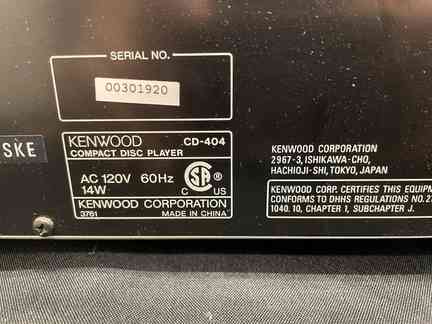 SERIAL NO.
00301920
SKE
KENWOOD CD-404
COMPACT DISC PLAYER
AC 120V 60Hz
14W
C US
KENWOOD CORPORATION
3761 MADE IN CHINA
KENWOOD CORPORATION
2967-3, ISHIKAWA-CHO,
HACHIOJI-SHI, TOKYO, JAPAN
KENWOOD CORP. CERTIFIES THIS EQUIPM
CONFORMS TO DHHS REGULATIONS NO.2
1040.10, CHAPTER 1, SUBCHAPTER J.